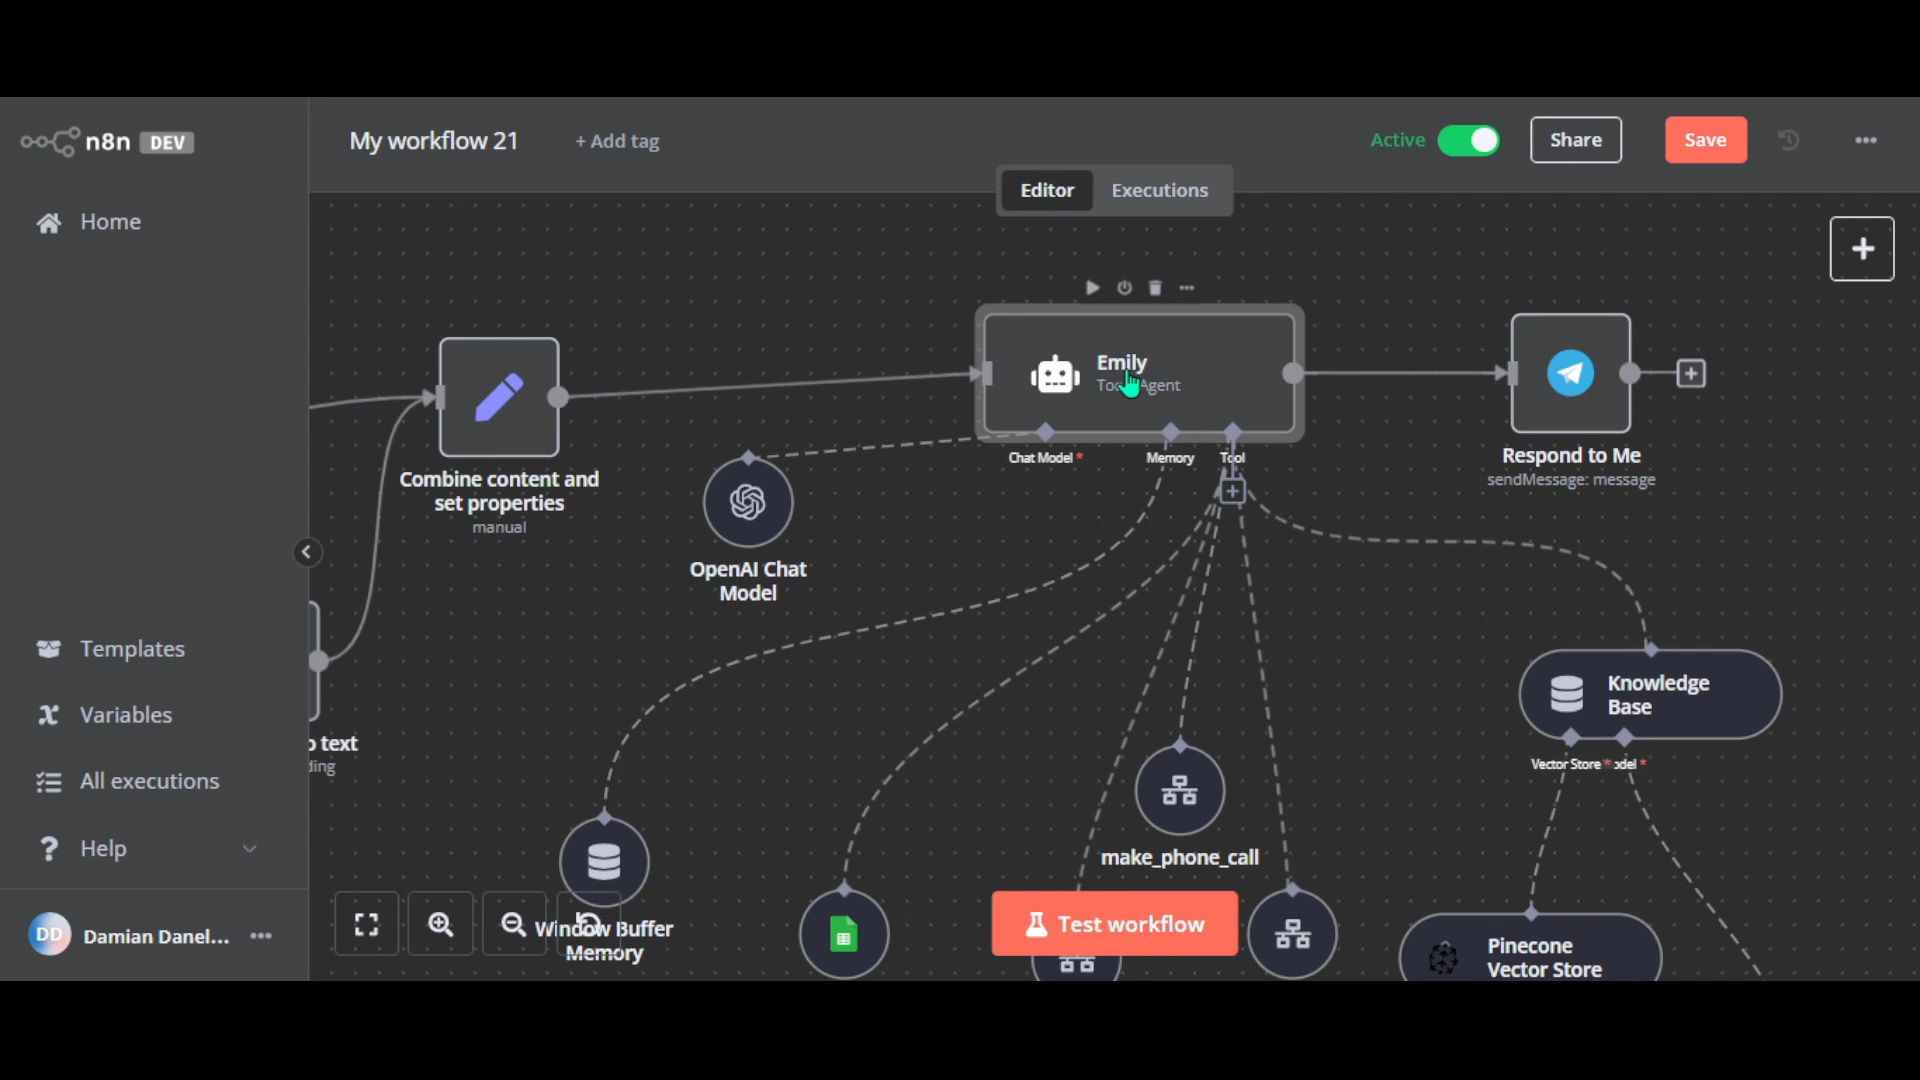 n8n DEV
My workflow 21
+ Add tag
Active
Share
Save
Editor
Executions
Home
Emily
Agent
Combine content and
set properties
manual
Chat Model *
Memory
Tool
Respond to Me
sendMessage: message
OpenAI Chat
Model
Templates
Variables
All executions
Help
text
Knowledge
Base
Vector Store *
odel *
make_phone_call
Window Buffer
Memory
Test workflow
Pinecone
Vector Store
DD
Damian Danel...